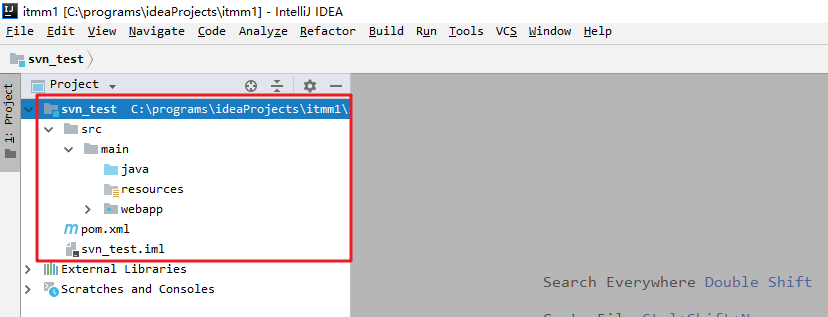 itmm1 [C:\programs\ideaProjects\itmm1] - IntelliJ IDEA
File Edit View Navigate Code Analyze Refactor Build Run Tools VCS Window Help
svn_test
Project
1: Project
svn_test C:\programs\ideaProjects\itmm1\
src
main
java
resources
webapp
pom.xml
svn_test.iml
External Libraries
Scratches and Consoles
Search Everywhere Double Shift